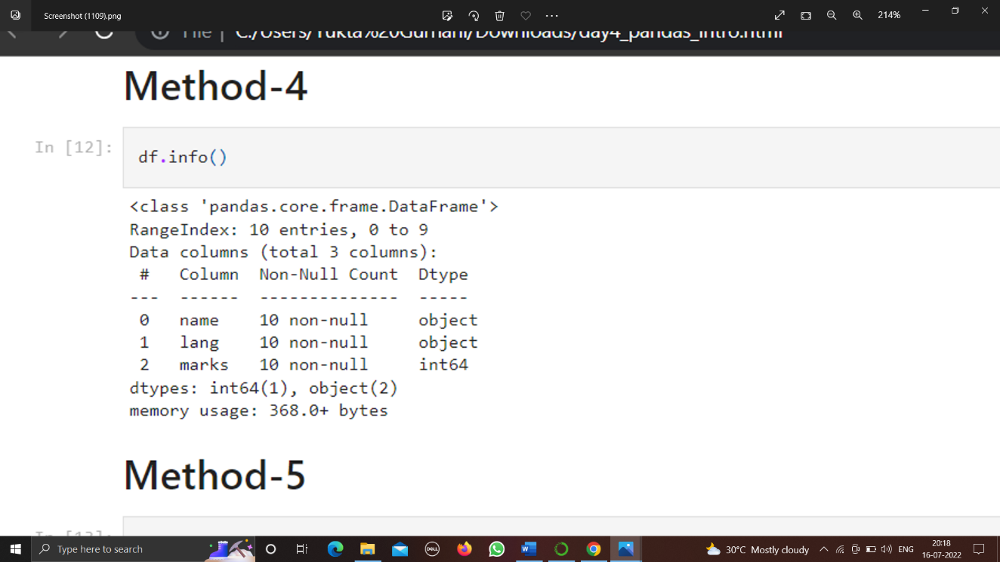 Screenshot (1109).png
214%
File | C:/Users/Yukta%20Gurnani/Downloads/day4_pandas_intro.html
Method-4
In [12]:
df.info()
<class 'pandas.core.frame.DataFrame'>
RangeIndex: 10 entries, 0 to 9
Data columns (total 3 columns):
# Column Non-Null Count Dtype
--- ------ -------------- -----
0 name 10 non-null object
1 lang 10 non-null object
2 marks 10 non-null int64
dtypes: int64(1), object(2)
memory usage: 368.0+ bytes
Method-5
In [13]:
Type here to search
DELL
W
30°C Mostly cloudy
ENG
20:18
16-07-2022